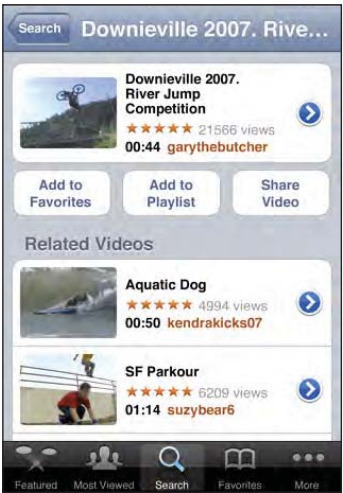 Search
Downieville 2007. Rive...
Downieville 2007.
River Jump
Competition
21566 views
00:44 garythebutcher
Add to
Favorites
Add to
Playlist
Share
Video
Related Videos
Aquatic Dog
4994 views
00:50 kendrakicks07
SF Parkour
6209 views
01:14 suzybear6
Featured
Most Viewed
Search
Favorites
More